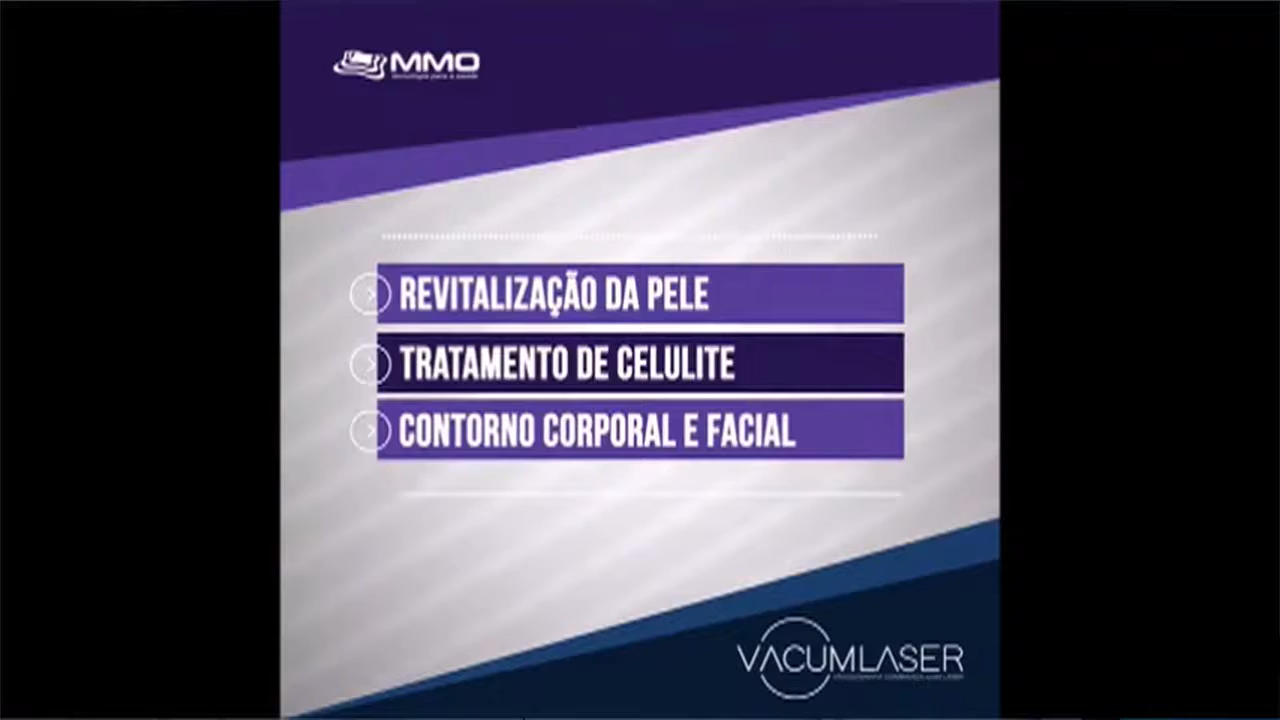 MMO
REVITALIZAÇÃO DA PELE
TRATAMENTO DE CELULITE
CONTORNO CORPORAL E FACIAL
VACUMLASER